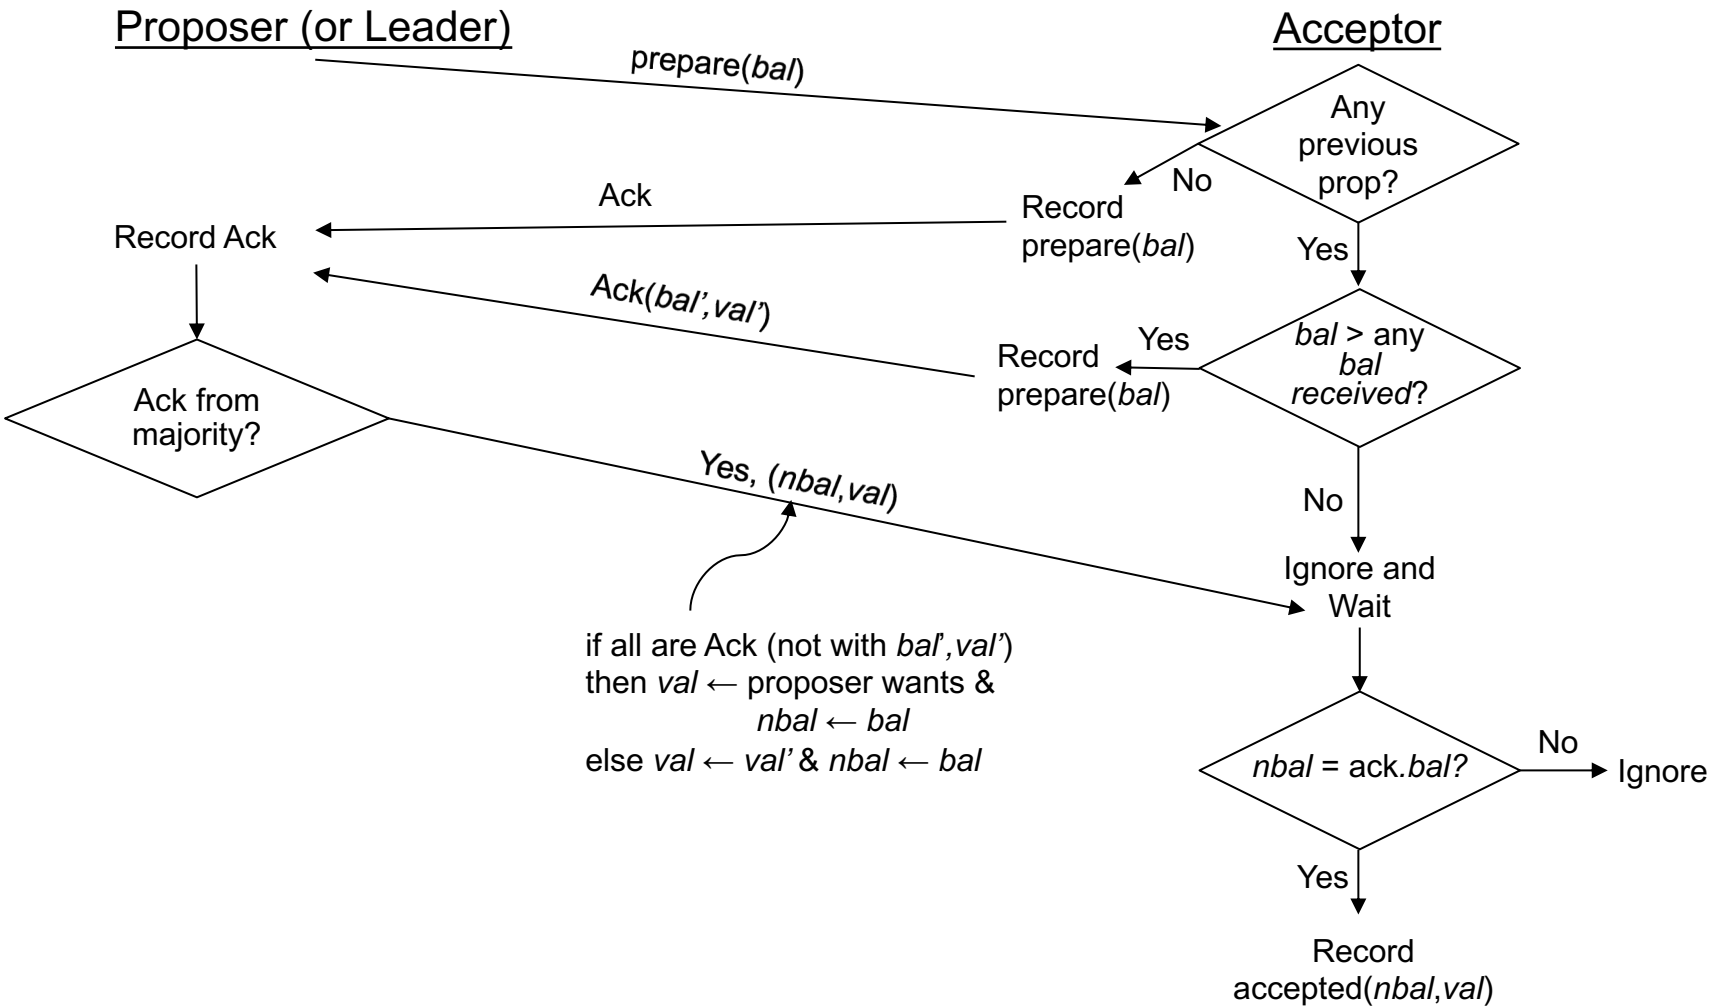 Proposer (or Leader)
Acceptor
prepare(bal)
Any
previous
prop?
No
Ack
Record
prepare(bal)
Record Ack
Yes
Ack(bal’,val’)
bal > any
bal
received?
Yes
Record
prepare(bal)
Ack from
majority?
Yes, (nbal,val)
No
Ignore and
Wait
if all are Ack (not with bal’,val’)
then val ← proposer wants &
nbal ← bal
else val ← val’ & nbal ← bal
nbal = ack.bal?
No
Ignore
Yes
Record
accepted(nbal,val)